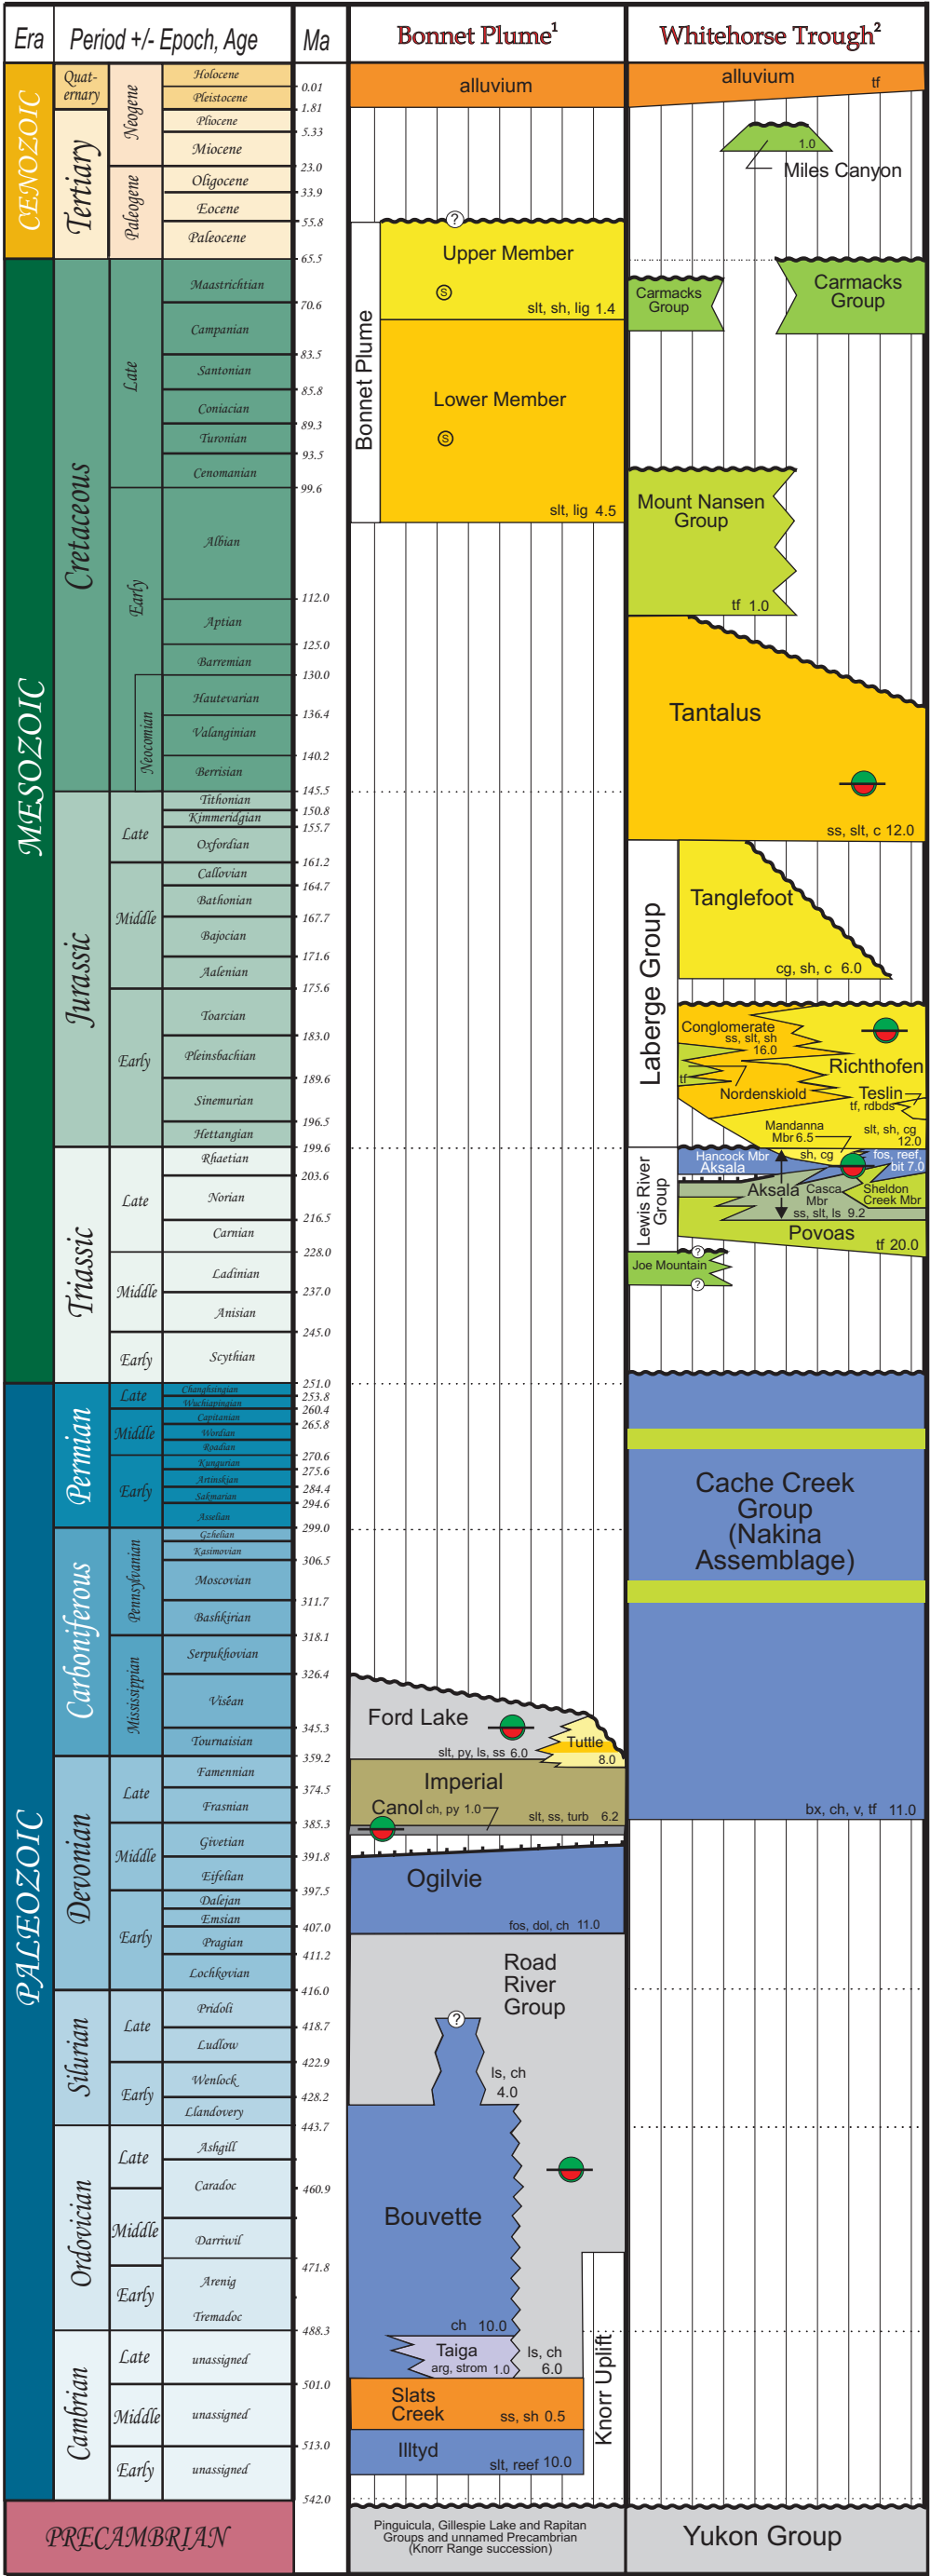 Era Period +/- Epoch, Age Ma Bonnet Plume1 Whitehorse Trough2
CENOZOIC
Quat-
ernary
Tertiary
Neogene
Paleogene
Holocene
Pleistocene
Pliocene
Miocene
Oligocene
Eocene
Paleocene
0.01
1.81
5.33
23.0
33.9
55.8
65.5
MESOZOIC
Cretaceous
Late
Maastrichtian
Campanian
Santonian
Coniacian
Turonian
Cenomanian
70.6
83.5
85.8
89.3
93.5
99.6
Early
Neocomian
Albian
Aptian
Barremian
Hautevarian
Valanginian
Berrisian
112.0
125.0
130.0
136.4
140.2
145.5
Jurassic
Late
Tithonian
Kimmeridgian
Oxfordian
150.8
155.7
161.2
Middle
Callovian
Bathonian
Bajocian
Aalenian
164.7
167.7
171.6
175.6
Early
Toarcian
Pleinsbachian
Sinemurian
Hettangian
183.0
189.6
196.5
199.6
Triassic
Late
Rhaetian
Norian
Carnian
203.6
216.5
228.0
Middle
Ladinian
Anisian
237.0
245.0
Early
Scythian
251.0
PALEOZOIC
Permian
Late
Changhsingian
Wuchiapingian
253.8
260.4
Middle
Capitanian
Wordian
Roadian
265.8
270.6
Early
Kungurian
Artinskian
Sakmarian
Asselian
275.6
284.4
294.6
299.0
Carboniferous
Pennsylvanian
Gzhelian
Kasimovian
Moscovian
Bashkirian
306.5
311.7
318.1
Mississippian
Serpukhovian
Viséan
Tournaisian
326.4
345.3
359.2
Devonian
Late
Famennian
Frasnian
374.5
385.3
Middle
Givetian
Eifelian
391.8
397.5
Early
Dalejan
Emsian
Pragian
Lochkovian
407.0
411.2
416.0
Silurian
Late
Pridoli
Ludlow
418.7
422.9
Early
Wenlock
Llandovery
428.2
443.7
Ordovician
Late
Ashgill
Caradoc
460.9
Middle
Darriwil
471.8
Early
Arenig
Tremadoc
488.3
Cambrian
Late
unassigned
501.0
Middle
unassigned
513.0
Early
unassigned
542.0
PRECAMBRIAN
alluvium
?
Bonnet Plume
Upper Member
S
slt, sh, lig 1.4
Lower Member
S
slt, lig 4.5
Ford Lake
slt, py, ls, ss 6.0
Tuttle
8.0
Imperial
Canol ch, py 1.0
slt, ss, turb 6.2
Ogilvie
fos, dol, ch 11.0
Road
River
Group
?
ls, ch
4.0
Bouvette
ch 10.0
Taiga
arg, strom 1.0
ls, ch
6.0
Slats
Creek
ss, sh 0.5
Illtyd
slt, reef 10.0
Knorr Uplift
Pinguicula, Gillespie Lake and Rapitan
Groups and unnamed Precambrian
(Knorr Range succession)
alluvium
tf
1.0
Miles Canyon
Carmacks
Group
Carmacks
Group
Mount Nansen
Group
tf 1.0
Tantalus
ss, slt, c 12.0
Laberge Group
Tanglefoot
cg, sh, c 6.0
Conglomerate
ss, slt, sh
16.0
Richthofen
tf
Nordenskiold
Teslin
tf, rdbds
Mandanna
Mbr 6.5
slt, sh, cg
12.0
Lewis River
Group
Hancock Mbr
Aksala
sh, cg
fos, reef,
bit 7.0
Aksala
Casca
Mbr
Sheldon
Creek Mbr
ss, slt, ls 9.2
Povoas
tf 20.0
?
Joe Mountain
?
Cache Creek
Group
(Nakina
Assemblage)
bx, ch, v, tf 11.0
Yukon Group